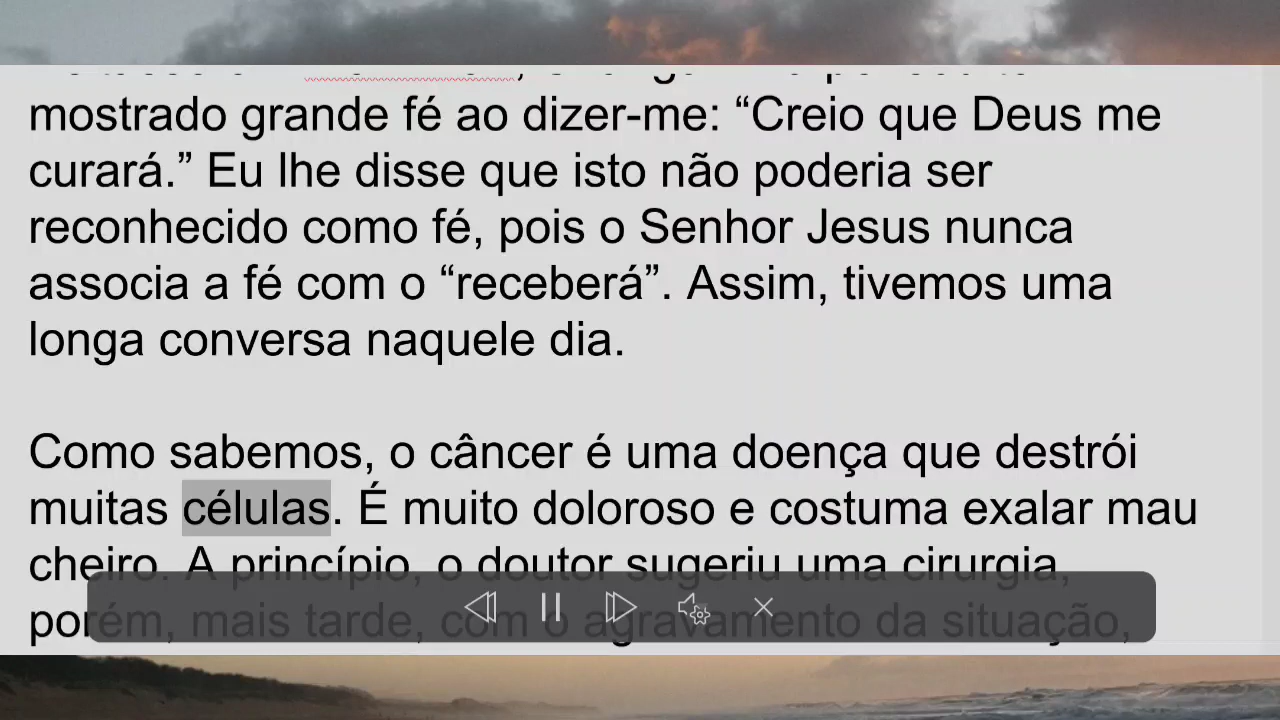 mostrado grande fé ao dizer-me: “Creio que Deus me
curará.” Eu lhe disse que isto não poderia ser
reconhecido como fé, pois o Senhor Jesus nunca
associa a fé com o “receberá”. Assim, tivemos uma
longa conversa naquele dia.
Como sabemos, o câncer é uma doença que destrói
muitas células. É muito doloroso e costuma exalar mau
cheiro. A princípio, o doutor sugeriu uma cirurgia,
porém, mais tarde, com o agravamento da situação,